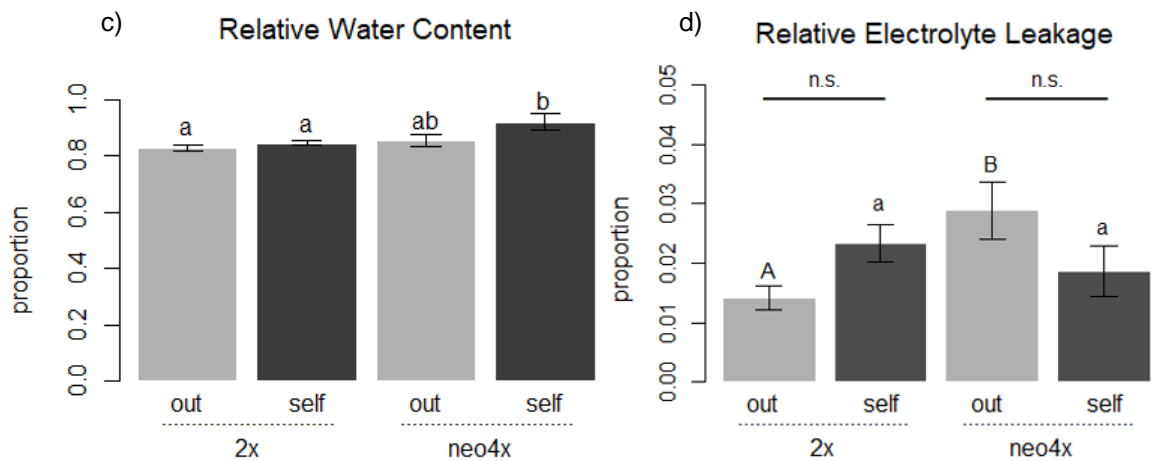 c)
Relative Water Content
proportion
0.0 0.2 0.4 0.6 0.8 1.0
a a ab b
out self out self
2x neo4x
d)
Relative Electrolyte Leakage
proportion
0.00 0.01 0.02 0.03 0.04 0.05
n.s. n.s.
A a B a
out self out self
2x neo4x